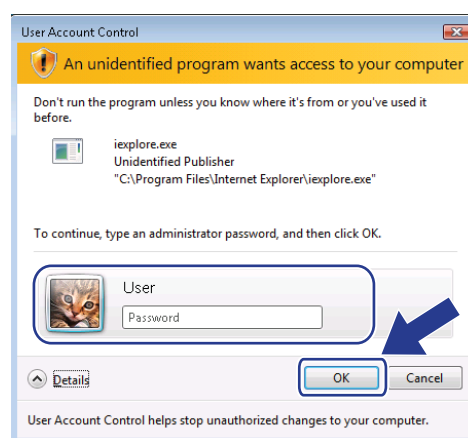 User Account Control
An unidentified program wants access to your computer
Don't run the program unless you know where it's from or you've used it
before.
iexplore.exe
Unidentified Publisher
"C:\Program Files\Internet Explorer\iexplore.exe"
To continue, type an administrator password, and then click OK.
User
Password
Details
OK
Cancel
User Account Control helps stop unauthorized changes to your computer.